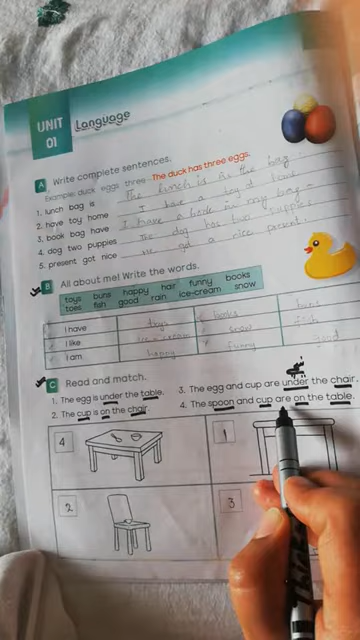 UNIT 01
Language
A Write complete sentences.
Example: duck eggs three The duck has three eggs.
1. lunch bag is The lunch is in the bag.
2. have toy home I have a toy at home
3. book bag have I have a book in my bag
4. dog two puppies The dog has two puppies
5. present got nice got a nice present.
B All about me! Write the words.
toys buns happy hair funny books
toes fish good rain ice-cream snow
I have toys books
I like ice-cream snow fish
I am happy funny good
C Read and match.
1. The egg is under the table.
2. The cup is on the chair.
3. The egg and cup are under the chair.
4. The spoon and cup are on the table.
4
1
2
3